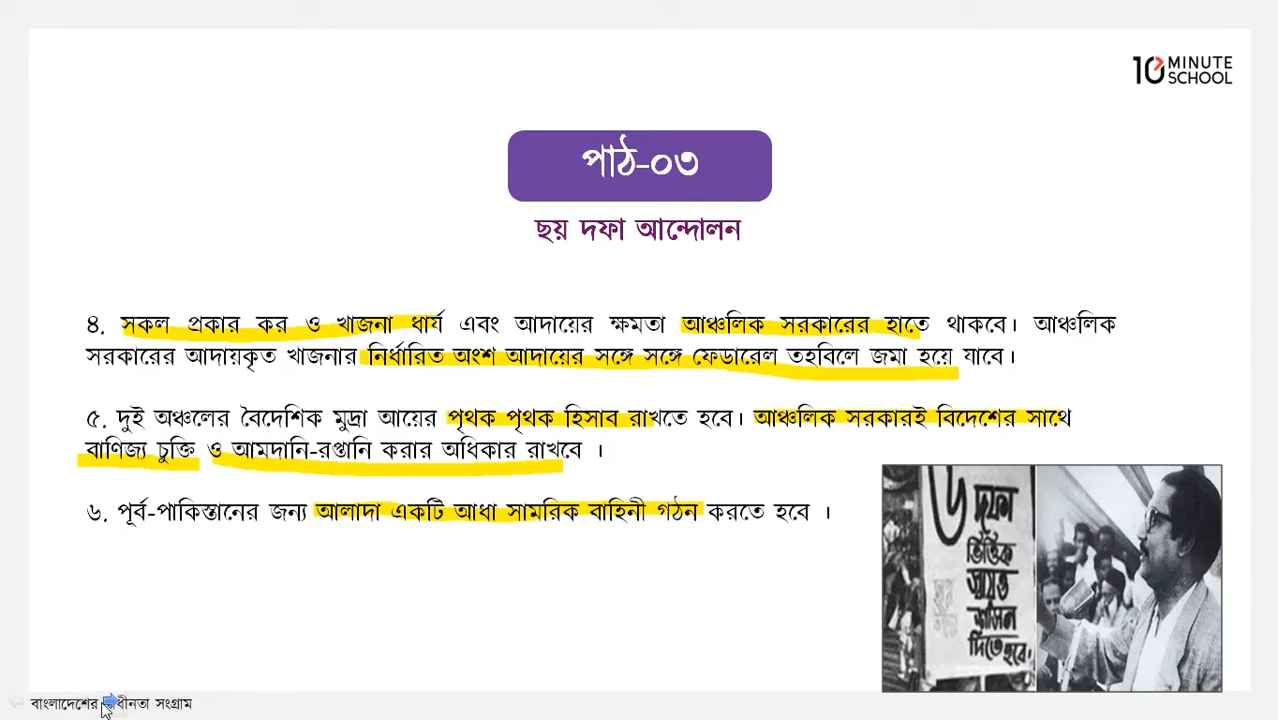 10 MINUTE
SCHOOL
পাঠ-০৩
ছয় দফা আন্দোলন
৪. সকল প্রকার কর ও খাজনা ধার্য এবং আদায়ের ক্ষমতা আঞ্চলিক সরকারের হাতে থাকবে। আঞ্চলিক
সরকারের আদায়কৃত খাজনার নির্ধারিত অংশ আদায়ের সঙ্গে সঙ্গে ফেডারেল তহবিলে জমা হয়ে যাবে।
৫. দুই অঞ্চলের বৈদেশিক মুদ্রা আয়ের পৃথক পৃথক হিসাব রাখতে হবে। আঞ্চলিক সরকারই বিদেশের সাথে
বাণিজ্য চুক্তি ও আমদানি-রপ্তানি করার অধিকার রাখবে ।
৬. পূর্ব-পাকিস্তানের জন্য আলাদা একটি আধা সামরিক বাহিনী গঠন করতে হবে ।
৬ দফা
ভিত্তিক
স্বায়ত্ত
শাসন
দিতে হবে!
বাংলাদেশের সংগ্রাম